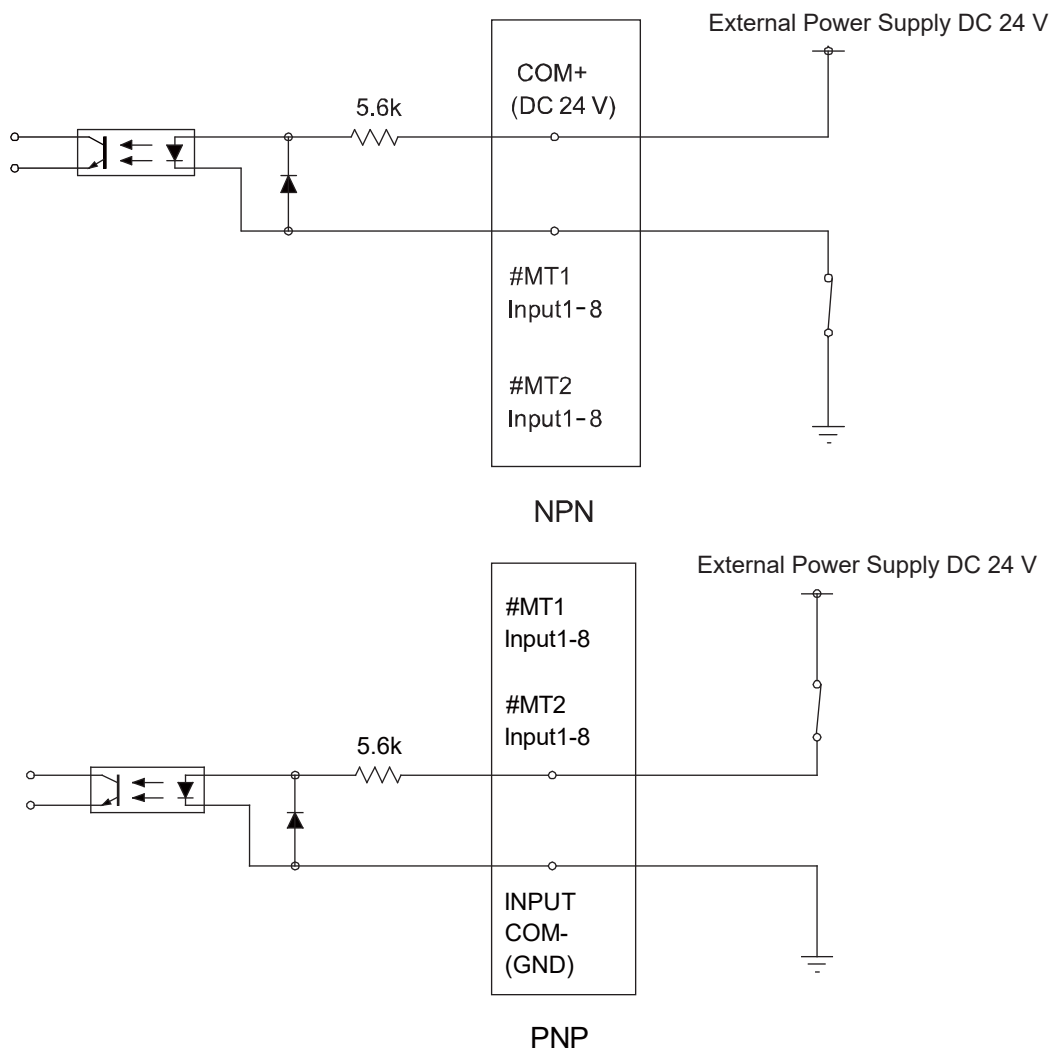 External Power Supply DC 24 V
COM+
(DC 24 V)
5.6k
#MT1
Input1-8
#MT2
Input1-8
NPN
External Power Supply DC 24 V
#MT1
Input1-8
#MT2
Input1-8
5.6k
INPUT
COM-
(GND)
PNP